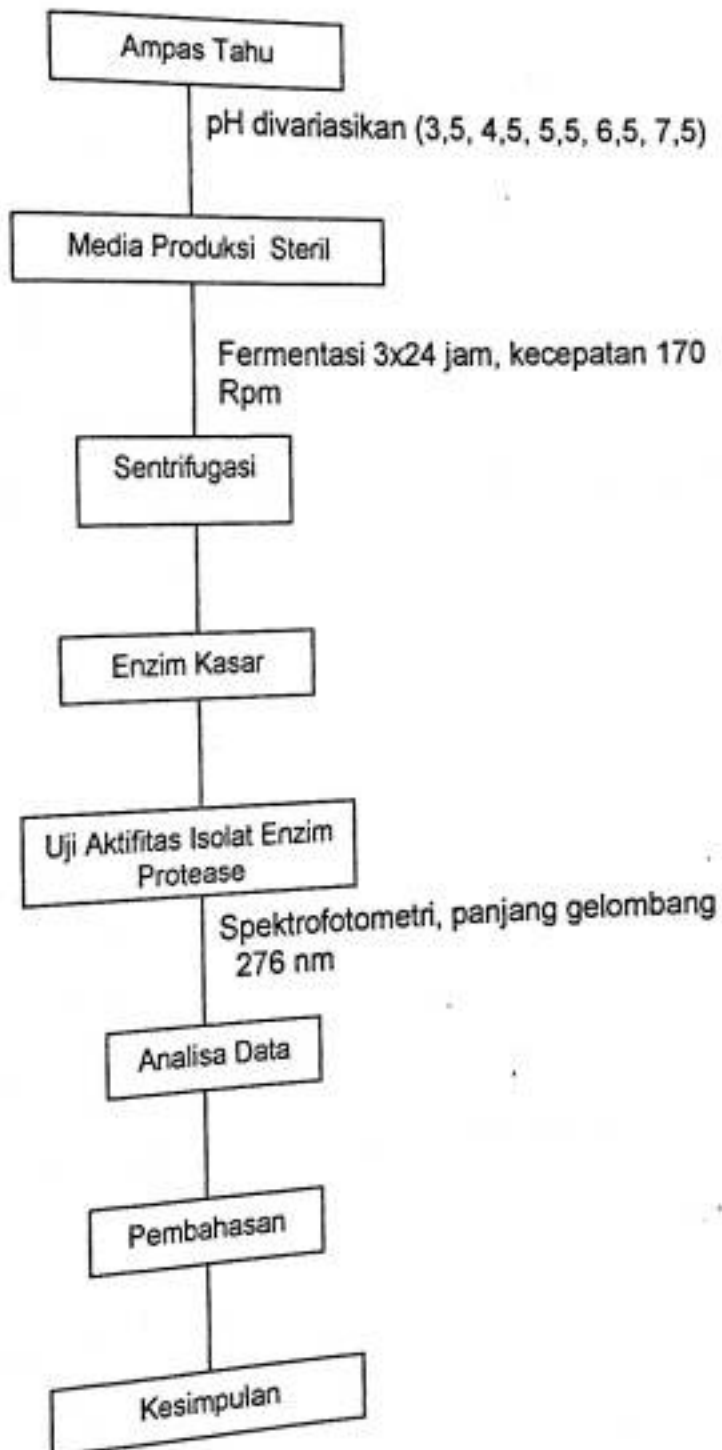 Ampas Tahu
pH divariasikan (3,5, 4,5, 5,5, 6,5, 7,5)
Media Produksi Steril
Fermentasi 3x24 jam, kecepatan 170
Rpm
Sentrifugasi
Enzim Kasar
Uji Aktifitas Isolat Enzim
Protease
Spektrofotometri, panjang gelombang
276 nm
Analisa Data
Pembahasan
Kesimpulan